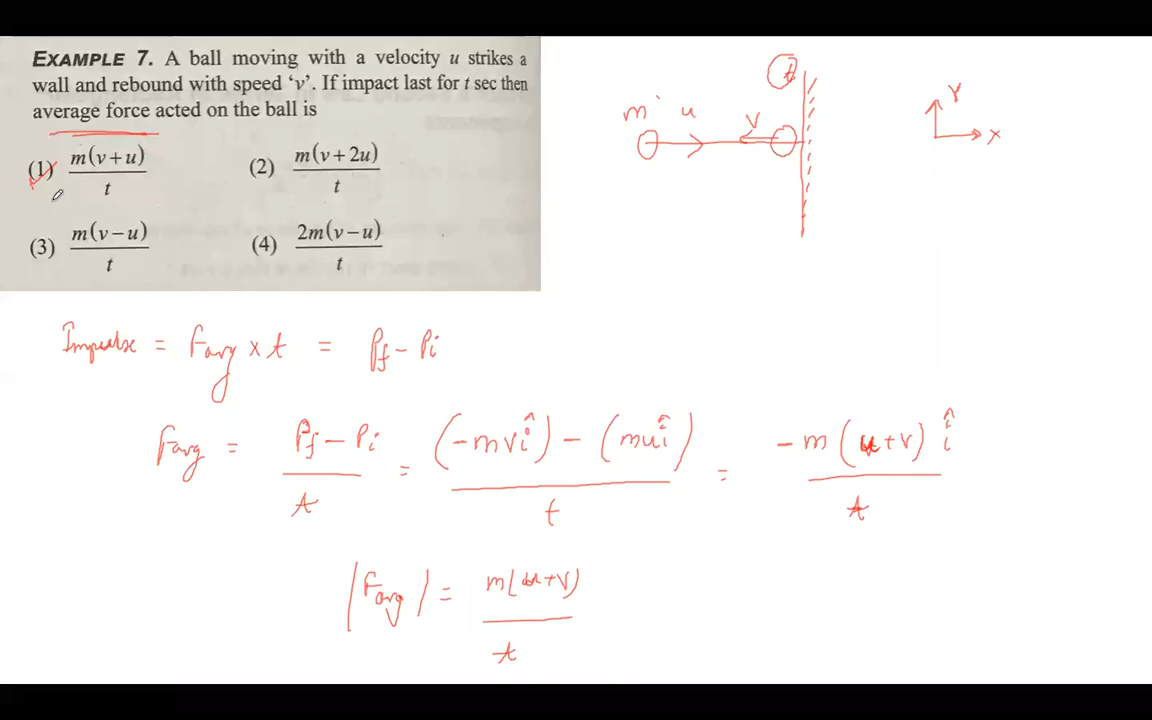 EXAMPLE 7. A ball moving with a velocity u strikes a
wall and rebound with speed ‘v’. If impact last for t sec then
average force acted on the ball is
(1) m(v+u)/t (2) m(v+2u)/t
(3) m(v−u)/t (4) 2m(v−u)/t
m u v t
Y
x
Impulse = Favg × t = Pf − Pi
Favg = (Pf − Pi)/t = ((−mvî) − (muî))/t = −m(u+v)î/t
|Favg| = m(u+v)/t